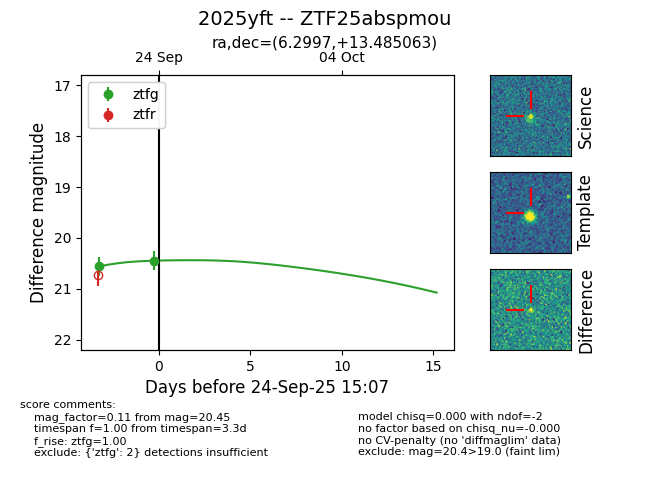 2025yft -- ZTF25abspmou
ra,dec=(6.2997,+13.485063)
24 Sep
04 Oct
17
18
19
20
21
22
Difference magnitude
ztfg
ztfr
0
5
10
15
Days before 24-Sep-25 15:07
Science
Template
Difference
score comments:
mag_factor=0.11 from mag=20.45
timespan f=1.00 from timespan=3.3d
f_rise: ztfg=1.00
exclude: {'ztfg': 2} detections insufficient
model chisq=0.000 with ndof=-2
no factor based on chisq_nu=-0.000
no CV-penalty (no 'diffmaglim' data)
exclude: mag=20.4>19.0 (faint lim)